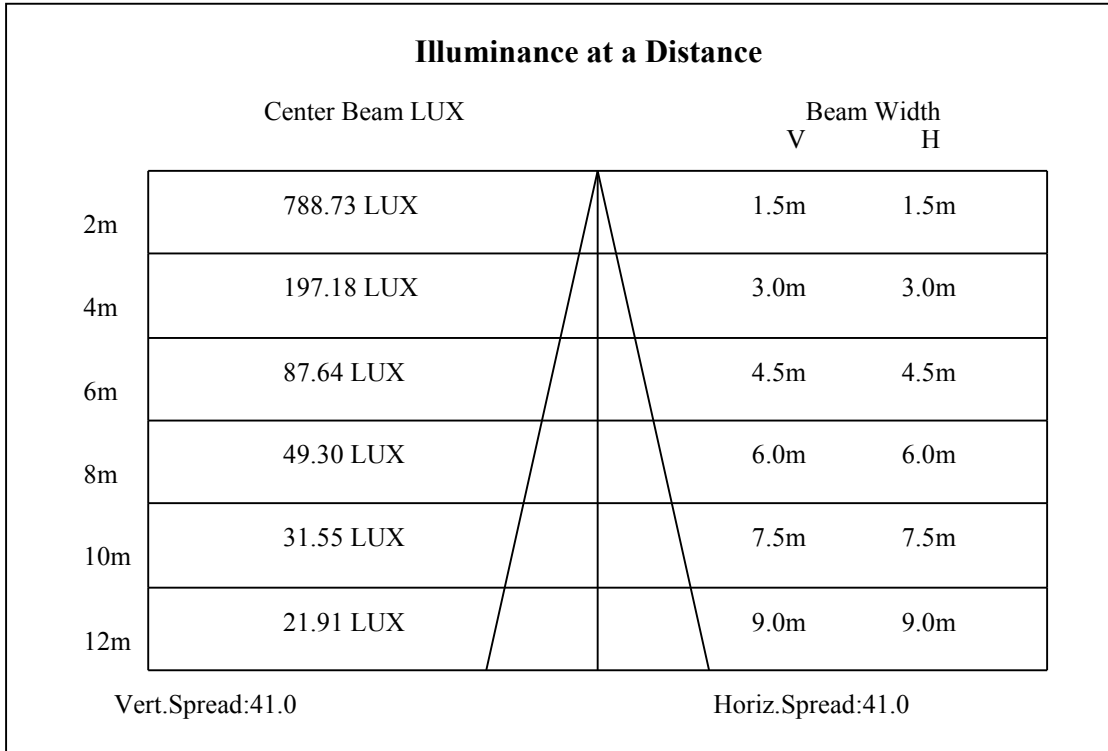 Illuminance at a Distance
Center Beam LUX Beam Width
V H
2m 788.73 LUX 1.5m 1.5m
4m 197.18 LUX 3.0m 3.0m
6m 87.64 LUX 4.5m 4.5m
8m 49.30 LUX 6.0m 6.0m
10m 31.55 LUX 7.5m 7.5m
12m 21.91 LUX 9.0m 9.0m
Vert.Spread:41.0 Horiz.Spread:41.0